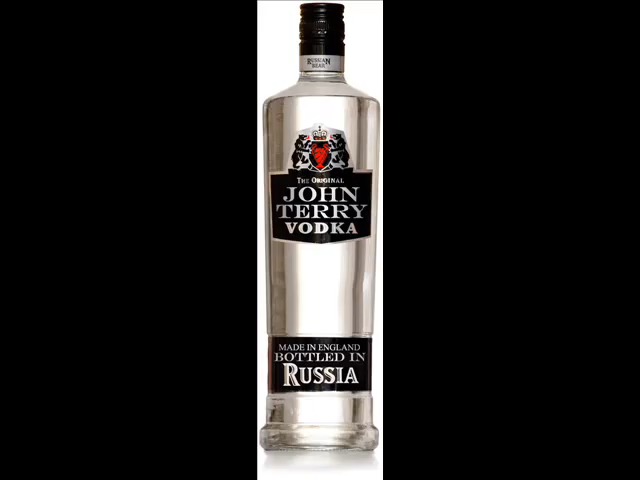 RUSSIAN
BEAR
THE ORIGINAL
JOHN
TERRY
VODKA
MADE IN ENGLAND
BOTTLED IN
RUSSIA